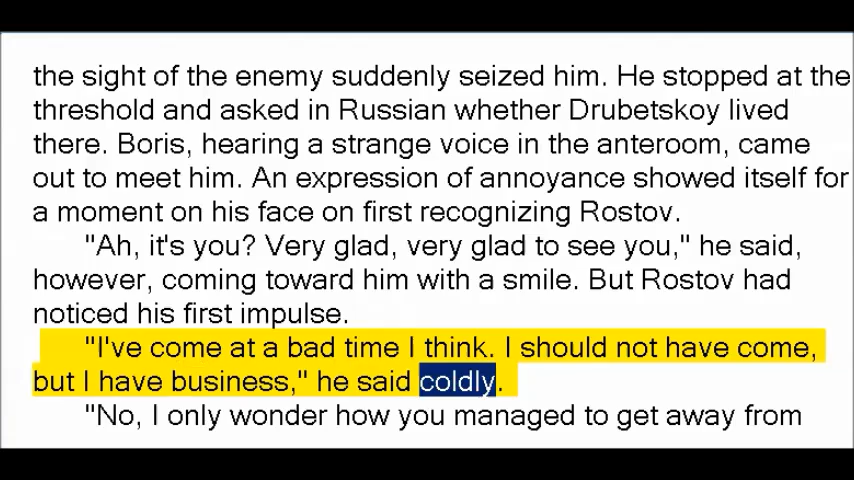 the sight of the enemy suddenly seized him. He stopped at the
threshold and asked in Russian whether Drubetskoy lived
there. Boris, hearing a strange voice in the anteroom, came
out to meet him. An expression of annoyance showed itself for
a moment on his face on first recognizing Rostov.
"Ah, it's you? Very glad, very glad to see you," he said,
however, coming toward him with a smile. But Rostov had
noticed his first impulse.
"I've come at a bad time I think. I should not have come,
but I have business," he said coldly.
"No, I only wonder how you managed to get away from